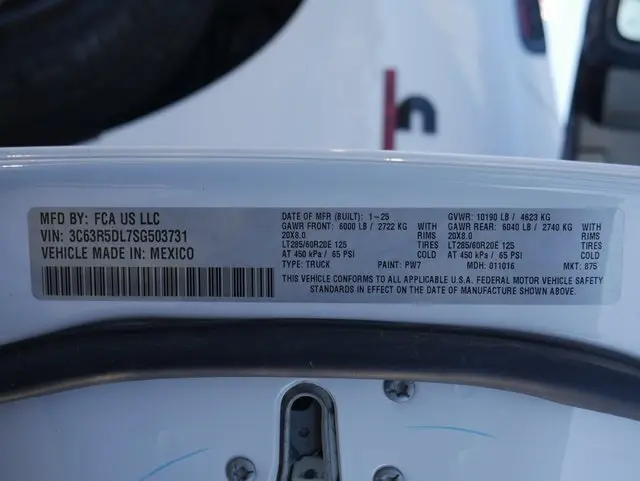 MFD BY: FCA US LLC
VIN: 3C63R5DL7SG503731
VEHICLE MADE IN: MEXICO
DATE OF MFR (BUILT): 1-25
GAWR FRONT: 6000 LB / 2722 KG WITH
20X8.0 RIMS
LT285/60R20E 125 TIRES
AT 450 kPa / 65 PSI COLD
TYPE: TRUCK PAINT: PW7
GVWR: 10190 LB / 4623 KG
GAWR REAR: 6040 LB / 2740 KG WITH
20X8.0 RIMS
LT285/60R20E 125 TIRES
AT 450 kPa / 65 PSI COLD
MDH: 011016 MKT: 875
THIS VEHICLE CONFORMS TO ALL APPLICABLE U.S.A. FEDERAL MOTOR VEHICLE SAFETY
STANDARDS IN EFFECT ON THE DATE OF MANUFACTURE SHOWN ABOVE.